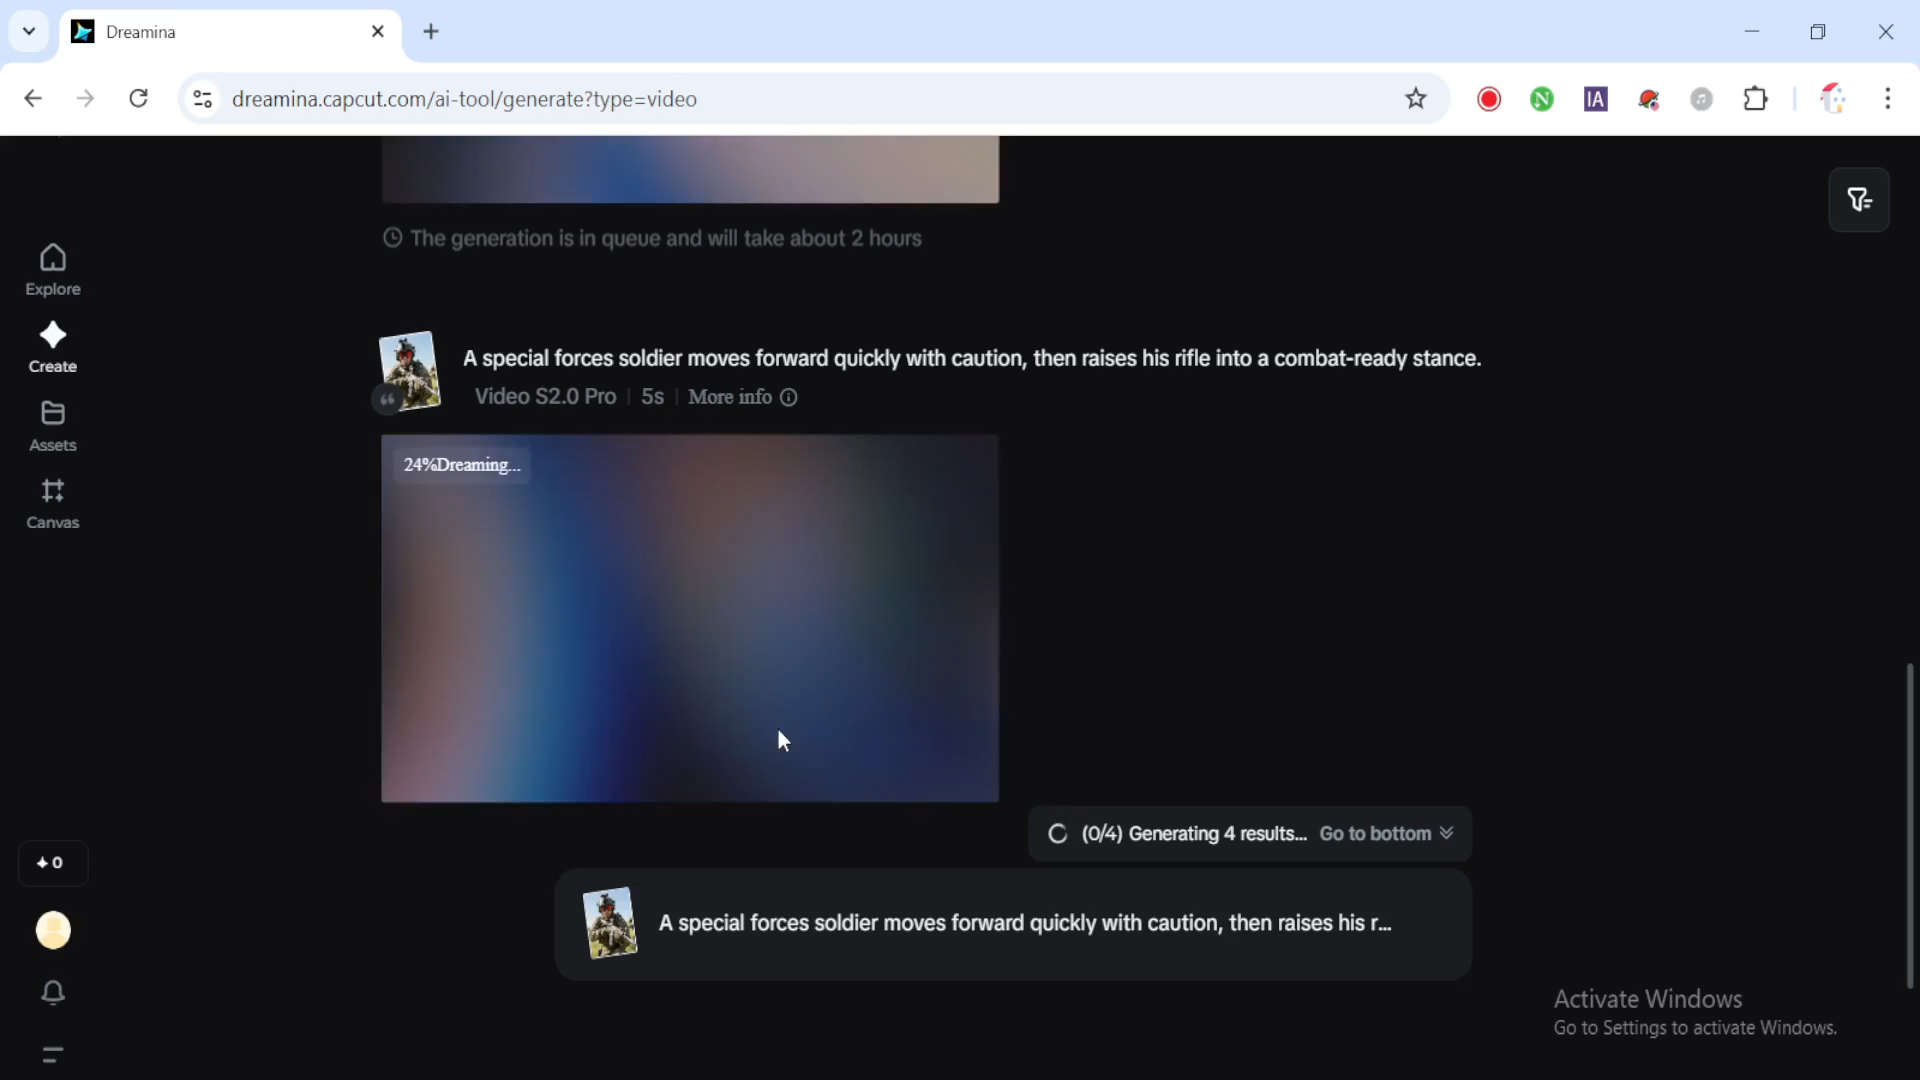 Dreamina
dreamina.capcut.com/ai-tool/generate?type=video
The generation is in queue and will take about 2 hours
Explore
Create
Assets
Canvas
A special forces soldier moves forward quickly with caution, then raises his rifle into a combat-ready stance.
Video S2.0 Pro | 5s | More info
24%Dreaming...
(0/4) Generating 4 results... Go to bottom
0
A special forces soldier moves forward quickly with caution, then raises his r...
Activate Windows
Go to Settings to activate Windows.
IA
N